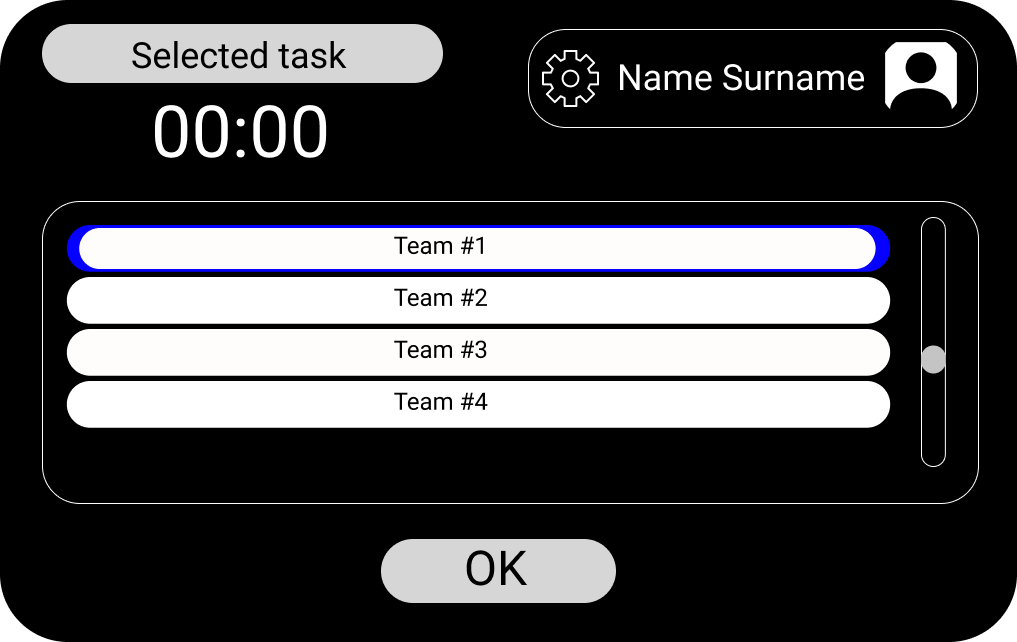 Selected task
Name Surname
00:00
Team #1
Team #2
Team #3
Team #4
OK